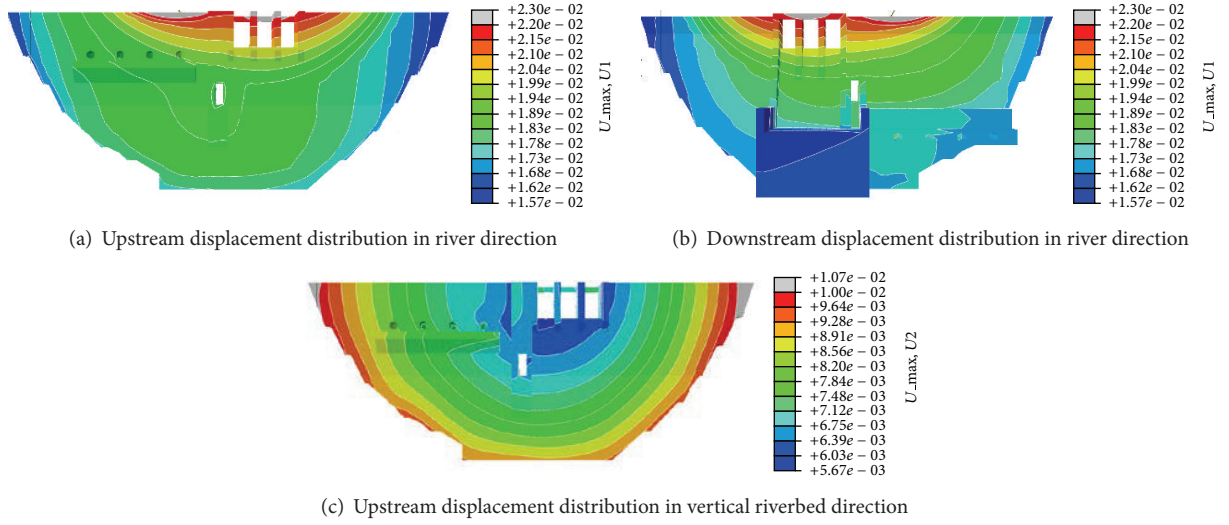 +2.30e − 02
+2.20e − 02
+2.15e − 02
+2.10e − 02
+2.04e − 02
+1.99e − 02
+1.94e − 02
+1.89e − 02
+1.83e − 02
+1.78e − 02
+1.73e − 02
+1.68e − 02
+1.62e − 02
+1.57e − 02
U_max, U1
(a) Upstream displacement distribution in river direction
+2.30e − 02
+2.20e − 02
+2.15e − 02
+2.10e − 02
+2.04e − 02
+1.99e − 02
+1.94e − 02
+1.89e − 02
+1.83e − 02
+1.78e − 02
+1.73e − 02
+1.68e − 02
+1.62e − 02
+1.57e − 02
U_max, U1
(b) Downstream displacement distribution in river direction
+1.07e − 02
+1.00e − 02
+9.64e − 03
+9.28e − 03
+8.91e − 03
+8.56e − 03
+8.20e − 03
+7.84e − 03
+7.48e − 03
+7.12e − 03
+6.75e − 03
+6.39e − 03
+6.03e − 03
+5.67e − 03
U_max, U2
(c) Upstream displacement distribution in vertical riverbed direction